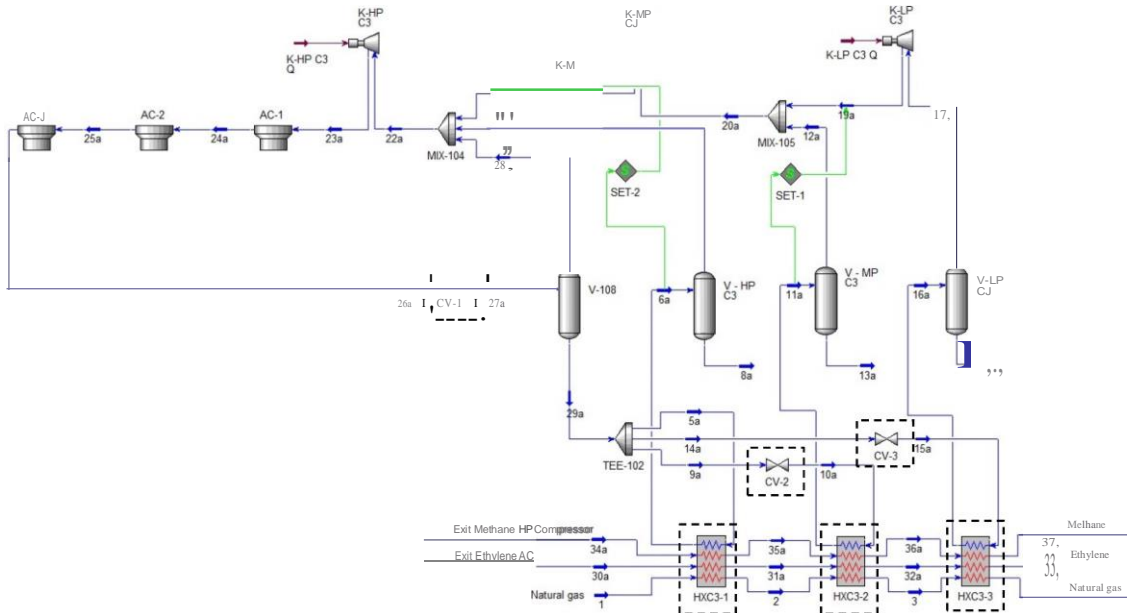 K-HP
C3
K-MP
CJ
K-LP
C3
K-HP C3
Q
K-LP C3 Q
K-M
AC-J
AC-2
AC-1
19a
17,
25a
24a
23a
22a
MIX-104
20a
MIX-105
12a
28,,
SET-2
SET-1
V-108
6a
V - HP
C3
11a
V - MP
C3
16a
V-LP
CJ
26a
CV-1
27a
8a
13a
29a
5a
14a
15a
TEE-102
9a
CV-2
10a
CV-3
Exit Methane HP Compressor
Melhane
34a
35a
36a
37,
Exit Ethylene AC
Ethylene
30a
31a
32a
33,
Natural gas
Natural gas
1
HXC3-1
2
HXC3-2
3
HXC3-3